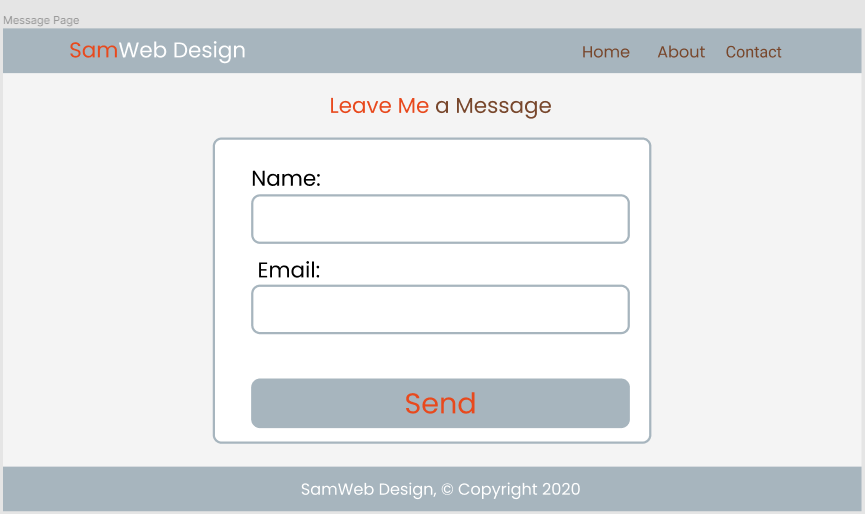 Message Page
SamWeb Design
Home About Contact
Leave Me a Message
Name:
Email:
Send
SamWeb Design, © Copyright 2020